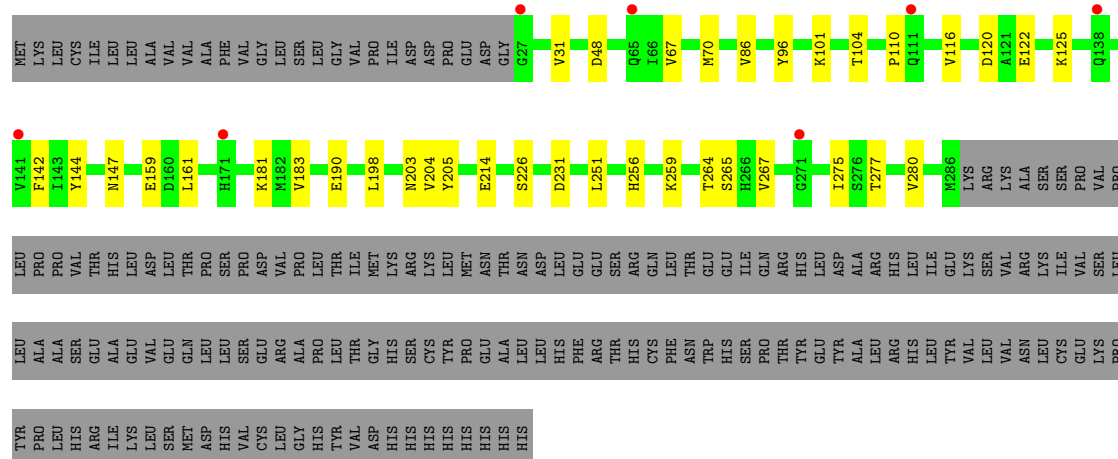 MET LYS LEU CYS ILE LEU LEU ALA VAL VAL ALA PHE VAL GLY LEU SER LEU GLY VAL PRO ILE ASP ASP PRO GLU ASP GLY G27 V31 D48 Q65 I66 V67 M70 V86 Y96 K101 T104 P110 Q111 V116 D120 A121 E122 K125 Q138
V141 F142 I143 Y144 N147 E159 D160 L161 H171 K181 M182 V183 E190 L198 N203 V204 Y205 E214 S226 D231 L251 H256 K259 T264 S265 H266 V267 G271 I275 S276 T277 V280 M286 LYS ARG LYS ALA SER SER PRO VAL PRO
LEU PRO PRO VAL THR HIS LEU ASP LEU THR PRO SER PRO ASP VAL PRO LEU THR ILE MET LYS ARG LYS LEU MET ASN THR ASN ASP LEU GLU GLU SER ARG GLN LEU THR GLU GLU ILE GLN ARG HIS LEU ASP ALA ARG HIS LEU ILE GLU LYS SER VAL ARG LYS ILE VAL SER LEU
LEU ALA ALA SER GLU ALA GLU VAL GLU GLN LEU LEU SER GLU ARG ALA PRO LEU THR GLY HIS SER CYS TYR PRO GLU ALA LEU LEU HIS PHE ARG THR HIS CYS PHE ASN TRP HIS SER PRO THR TYR GLU TYR ALA LEU ARG HIS LEU TYR VAL LEU VAL ASN LEU CYS GLU LYS PRO
TYR PRO LEU HIS ARG ILE LYS LEU SER MET ASP HIS VAL CYS LEU GLY HIS TYR VAL ASP HIS HIS HIS HIS HIS HIS HIS HIS